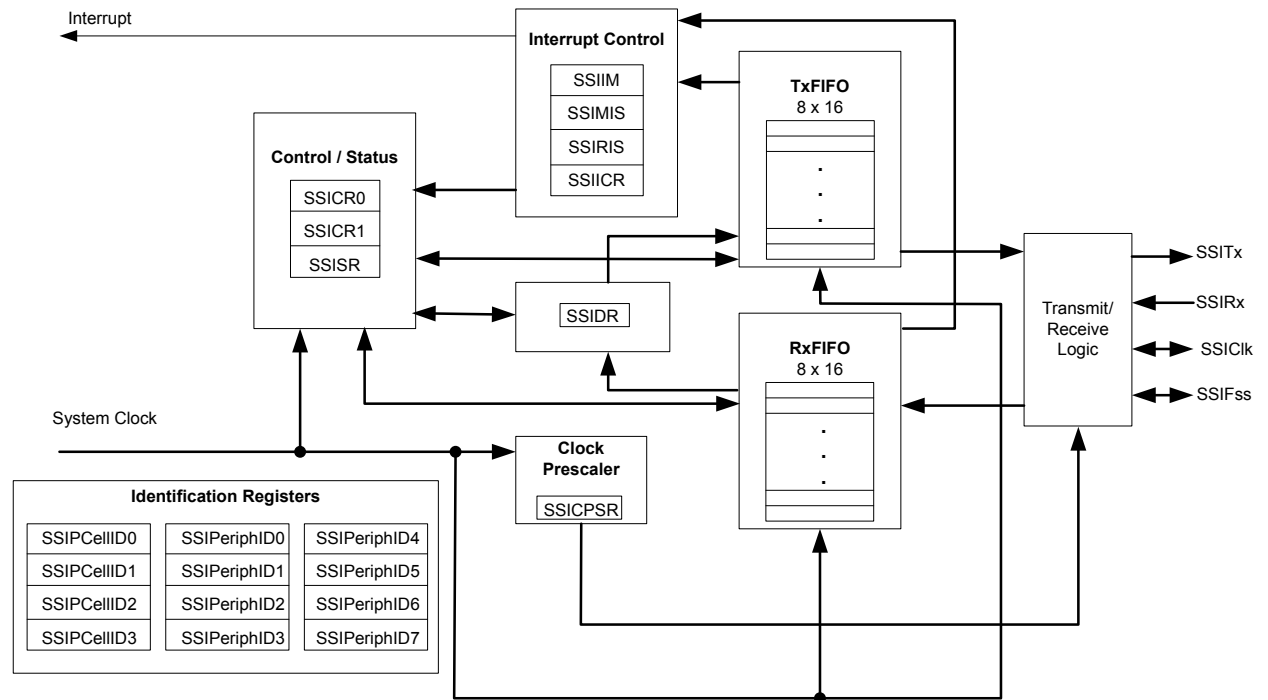 Interrupt
Interrupt Control
SSIIM
SSIMIS
SSIRIS
SSIICR
TxFIFO
8 x 16
.
.
.
Control / Status
SSICR0
SSICR1
SSISR
SSIDR
RxFIFO
8 x 16
.
.
.
Transmit/
Receive
Logic
SSITx
SSIRx
SSIClk
SSIFss
System Clock
Clock
Prescaler
SSICPSR
Identification Registers
SSIPCellID0
SSIPCellID1
SSIPCellID2
SSIPCellID3
SSIPeriphID0
SSIPeriphID1
SSIPeriphID2
SSIPeriphID3
SSIPeriphID4
SSIPeriphID5
SSIPeriphID6
SSIPeriphID7